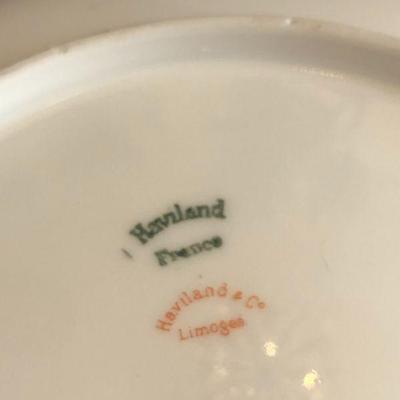 Haviland
France
Haviland & Co
Limoges